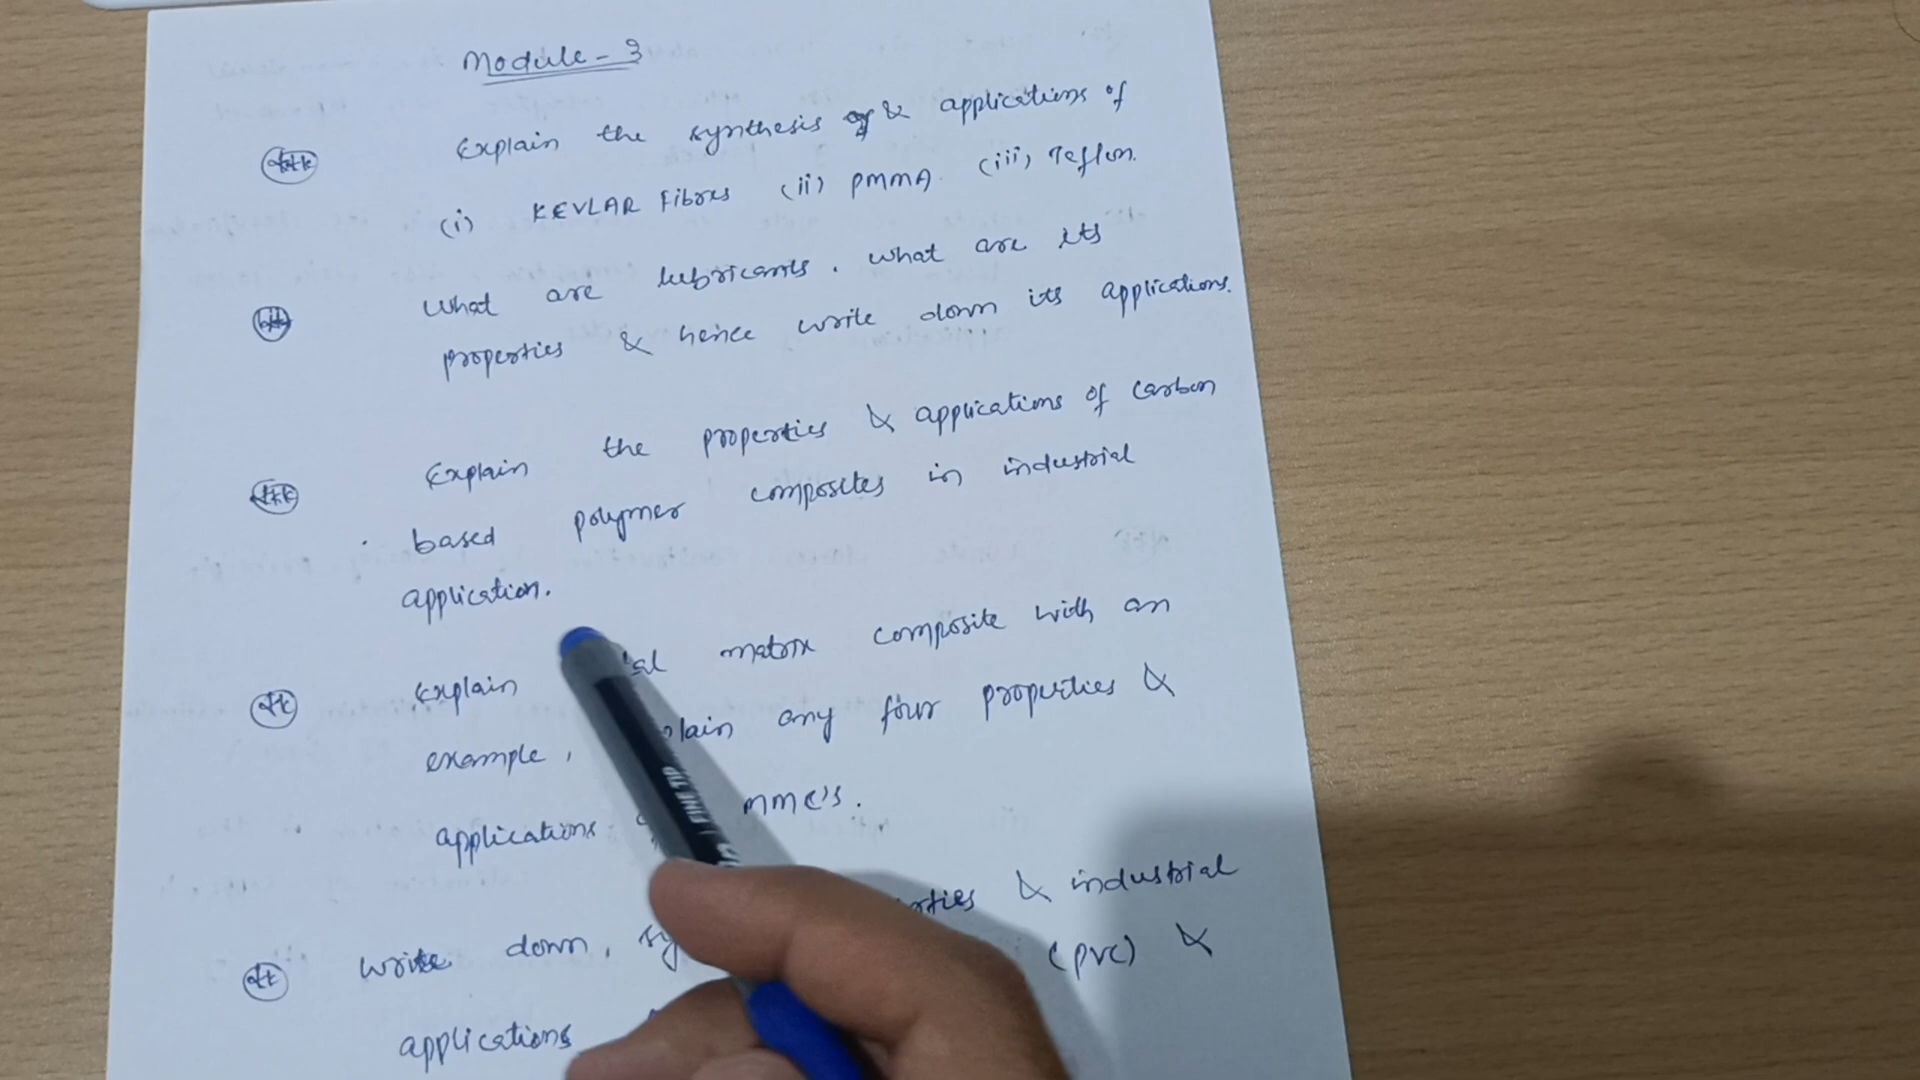 Module - 3
Explain the synthesis & applications of
(i) KEVLAR Fibres (ii) PMMA. (iii) Teflon.
What are lubricants. What are its
properties & hence write down its applications.
Explain the properties & applications of carbon
based polymer composites in industrial
application.
Explain matrix composite with an
example, any four properties &
applications MMC's.
Write down, & industrial
(PVC) &
applications
FINE TIP